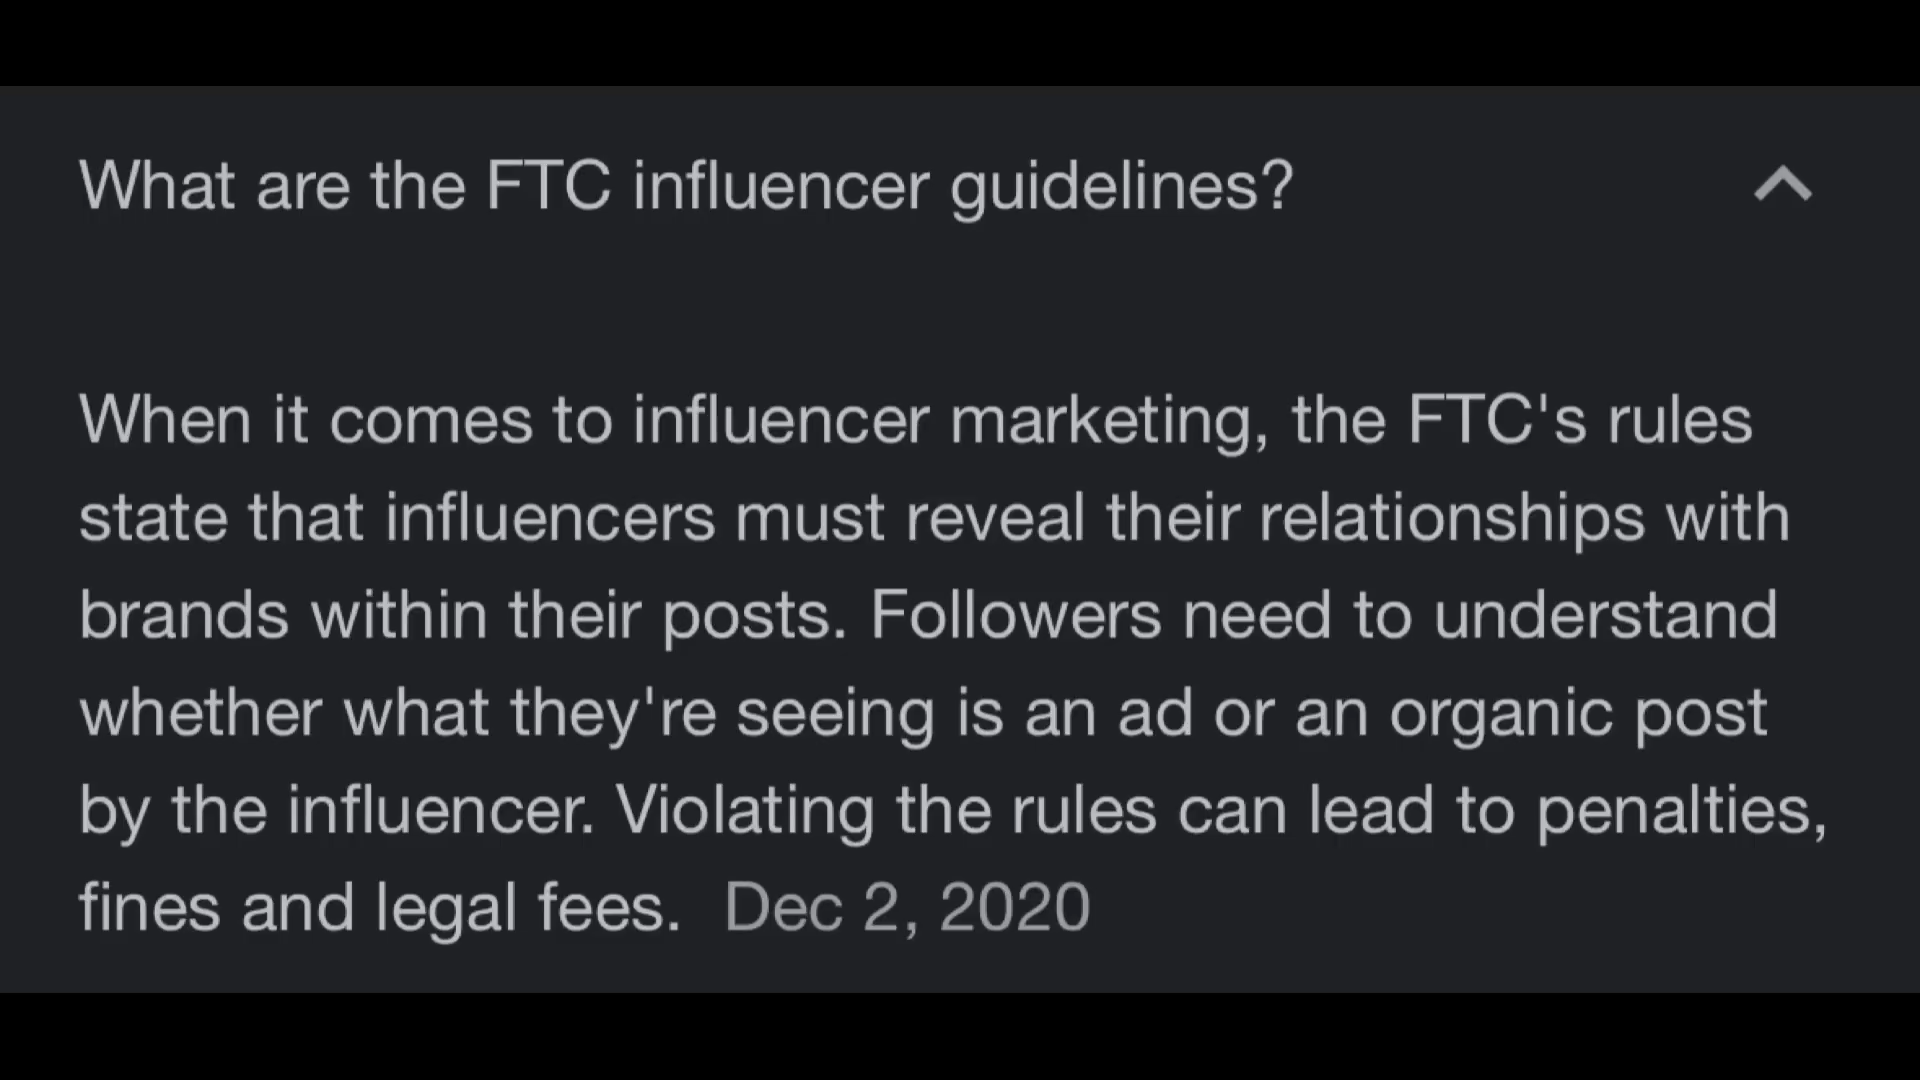 What are the FTC influencer guidelines?
When it comes to influencer marketing, the FTC's rules
state that influencers must reveal their relationships with
brands within their posts. Followers need to understand
whether what they're seeing is an ad or an organic post
by the influencer. Violating the rules can lead to penalties,
fines and legal fees. Dec 2, 2020